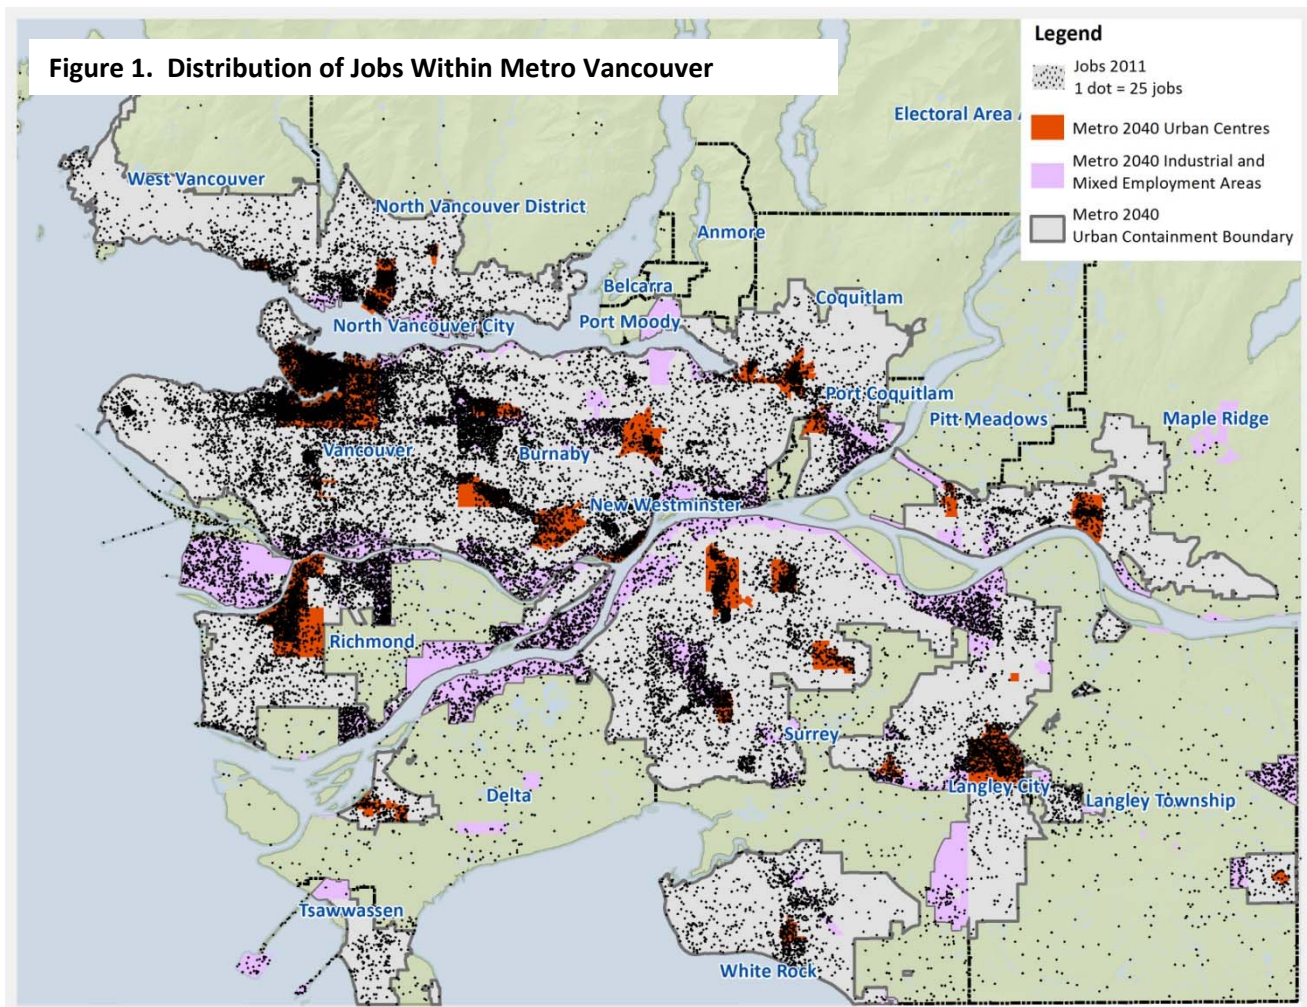 Figure 1. Distribution of Jobs Within Metro Vancouver
Legend
Jobs 2011
1 dot = 25 jobs
Metro 2040 Urban Centres
Metro 2040 Industrial and
Mixed Employment Areas
Metro 2040
Urban Containment Boundary
Electoral Area
West Vancouver
North Vancouver District
Anmore
Belcarra
Coquitlam
Port Moody
North Vancouver City
Port Coquitlam
Pitt Meadows
Maple Ridge
Vancouver
Burnaby
New Westminster
Richmond
Surrey
Delta
Langley City
Langley Township
Tsawwassen
White Rock